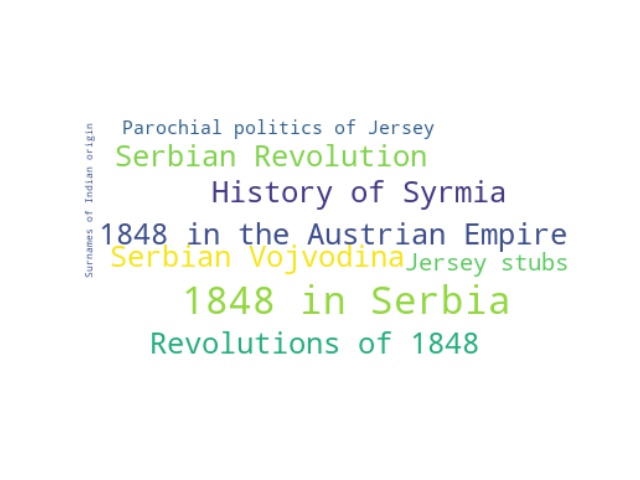 Parochial politics of Jersey
Surnames of Indian origin
Serbian Revolution
History of Syrmia
1848 in the Austrian Empire
Serbian Vojvodina
Jersey stubs
1848 in Serbia
Revolutions of 1848